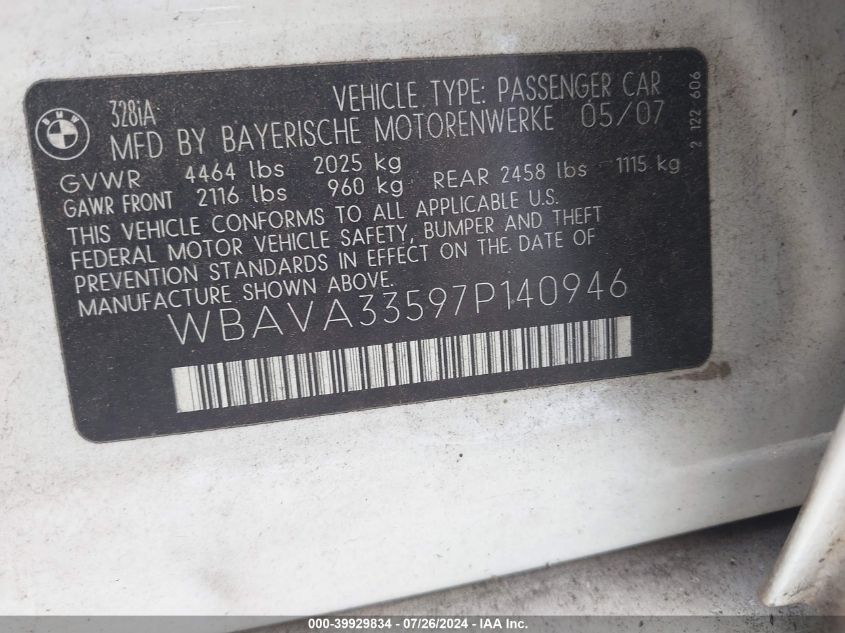 BMW
328iA
VEHICLE TYPE: PASSENGER CAR
MFD BY BAYERISCHE MOTORENWERKE 05/07
GVWR 4464 lbs 2025 kg
GAWR FRONT 2116 lbs 960 kg REAR 2458 lbs 1115 kg
THIS VEHICLE CONFORMS TO ALL APPLICABLE U.S.
FEDERAL MOTOR VEHICLE SAFETY, BUMPER AND THEFT
PREVENTION STANDARDS IN EFFECT ON THE DATE OF
MANUFACTURE SHOWN ABOVE.
WBAVA33597P140946
2 122 606
000-39929834 - 07/26/2024 - IAA Inc.